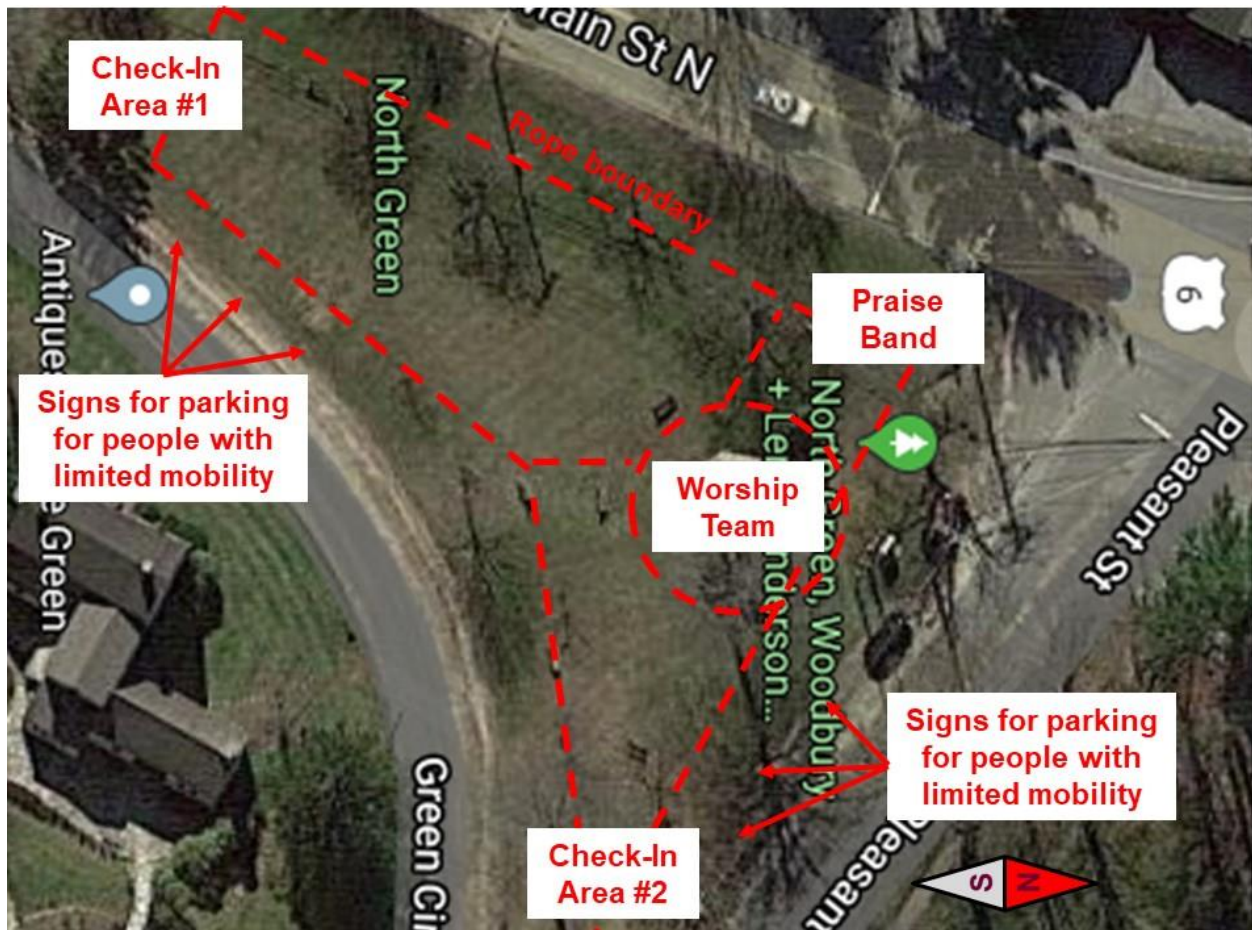 Main St N
Check-In
Area #1
North Green
Rope boundary
6
Praise
Band
Antiques
e Green
Signs for parking
for people with
limited mobility
Worship
Team
North Green, Woodbury
+ Le
nderson...
Pleasant St
Signs for parking
for people with
limited mobility
Green Cir
Check-In
Area #2
Pleasant
S
N